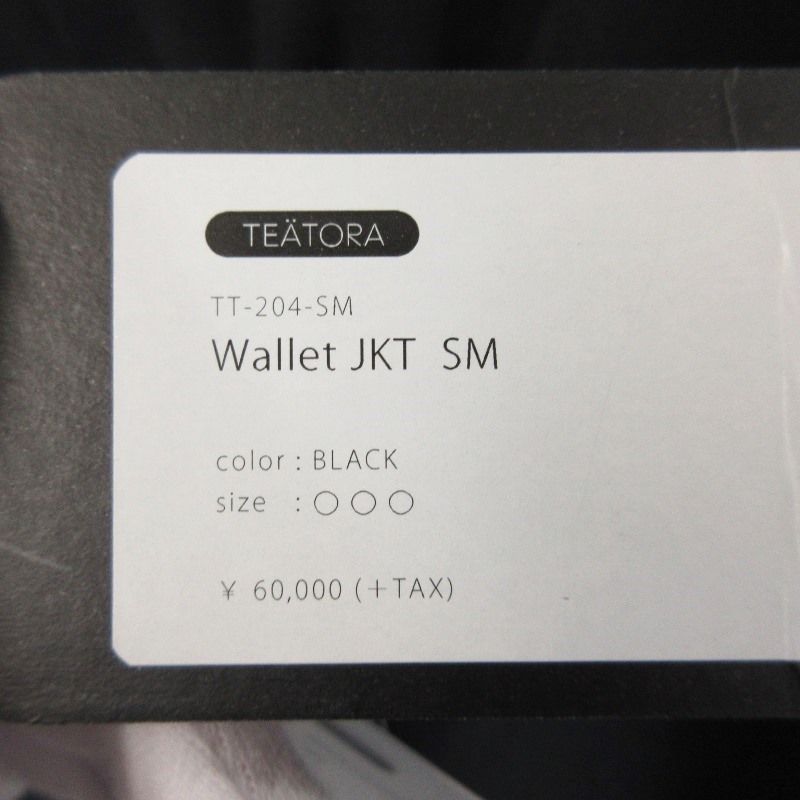 TEÄTORA
TT-204-SM
Wallet JKT SM
color : BLACK
size : ○○○
¥ 60,000 (+TAX)